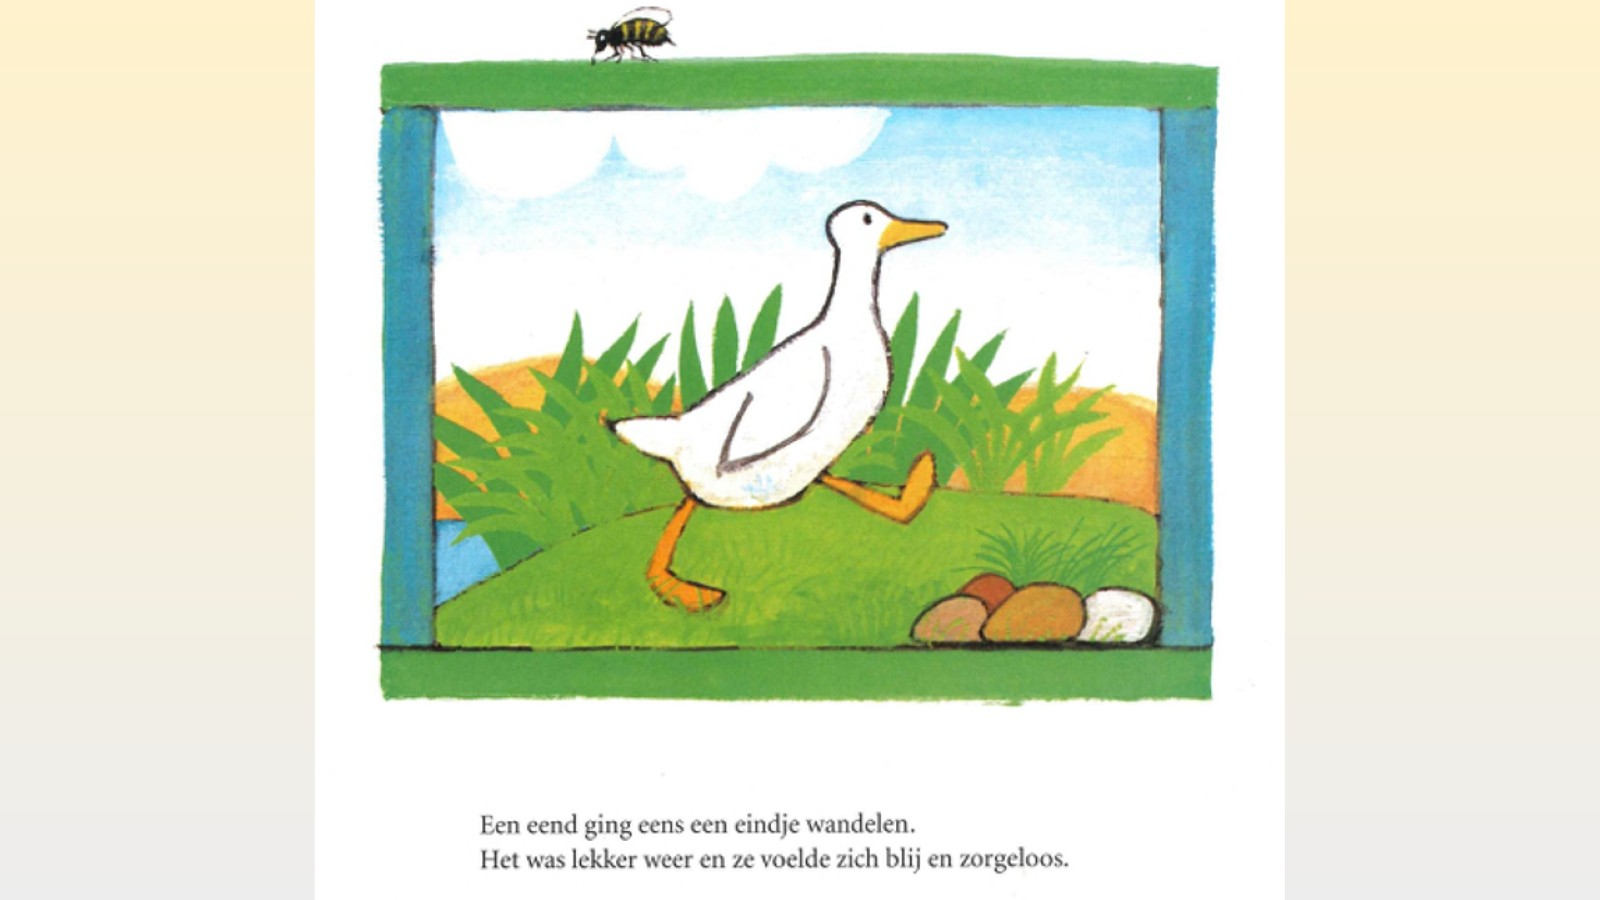 Een eend ging eens een eindje wandelen.
Het was lekker weer en ze voelde zich blij en zorgeloos.